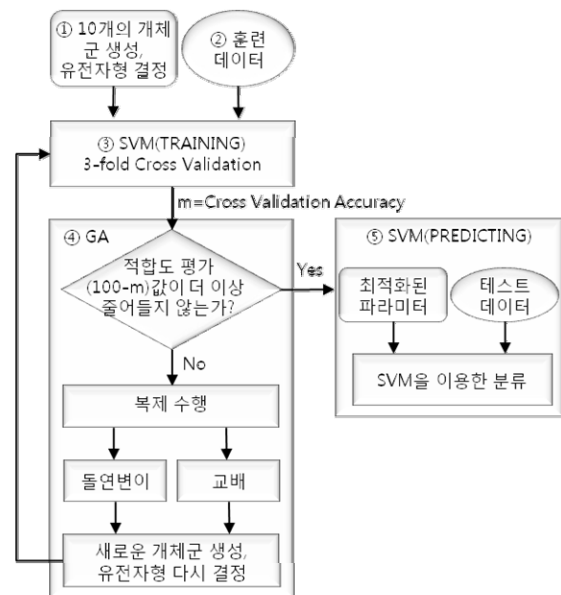 ① 10개의 개체
군 생성,
유전자형 결정
② 훈련
데이터
③ SVM(TRAINING)
3-fold Cross Validation
m=Cross Validation Accuracy
④ GA
적합도 평가
(100-m)값이 더 이상
줄어들지 않는가?
Yes
No
복제 수행
돌연변이
교배
새로운 개체군 생성,
유전자형 다시 결정
⑤ SVM(PREDICTING)
최적화된
파라미터
테스트
데이터
SVM을 이용한 분류